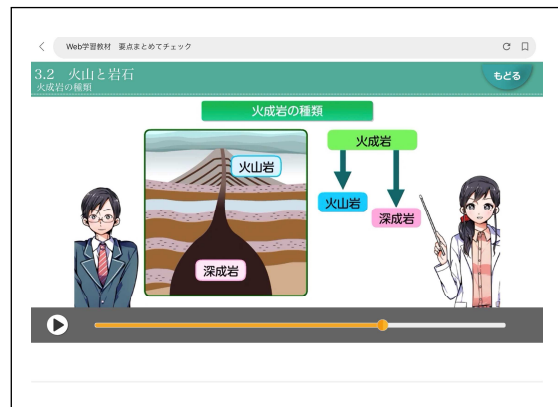 Web学習教材 要点まとめてチェック
3.2 火山と岩石
火成岩の種類
もどる
火成岩の種類
火山岩
深成岩
火成岩
火山岩
深成岩